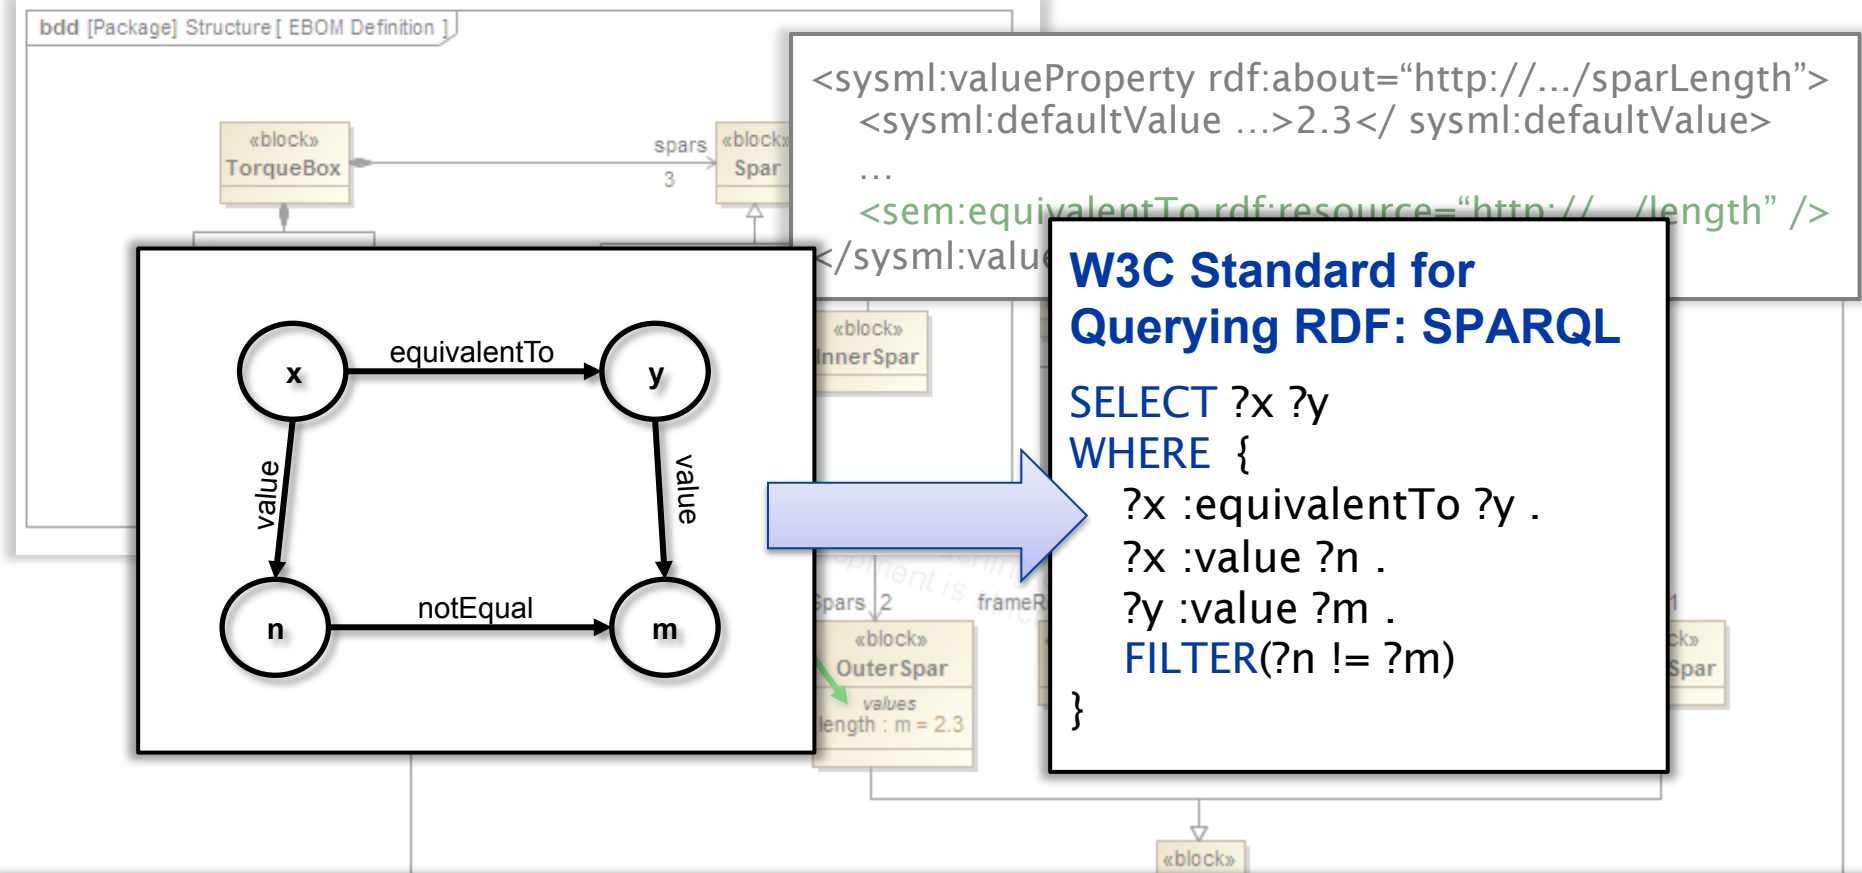 bdd [Package] Structure [ EBOM Definition ]
«block»
TorqueBox
spars
3
«block»
Spar
<sysml:valueProperty rdf:about=“http://…/sparLength”>
<sysml:defaultValue …>2.3</ sysml:defaultValue>
…
<sem:equivalentTo rdf:resource=“http://…/length” />
</sysml:value
x
equivalentTo
y
value
value
n
notEqual
m
«block»
InnerSpar
W3C Standard for
Querying RDF: SPARQL
SELECT ?x ?y
WHERE {
?x :equivalentTo ?y .
?x :value ?n .
?y :value ?m .
FILTER(?n != ?m)
}
Spars 2
frameR
1
«block»
OuterSpar
values
length : m = 2.3
ck»
Spar
«block»